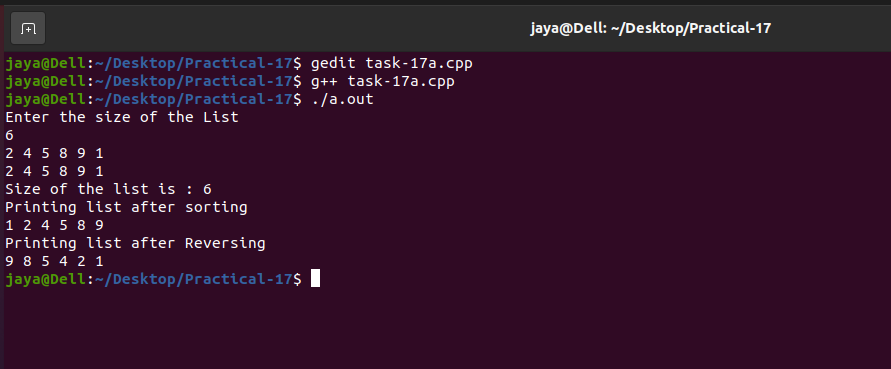 jaya@Dell: ~/Desktop/Practical-17
jaya@Dell:~/Desktop/Practical-17$ gedit task-17a.cpp
jaya@Dell:~/Desktop/Practical-17$ g++ task-17a.cpp
jaya@Dell:~/Desktop/Practical-17$ ./a.out
Enter the size of the List
6
2 4 5 8 9 1
2 4 5 8 9 1
Size of the list is : 6
Printing list after sorting
1 2 4 5 8 9
Printing list after Reversing
9 8 5 4 2 1
jaya@Dell:~/Desktop/Practical-17$